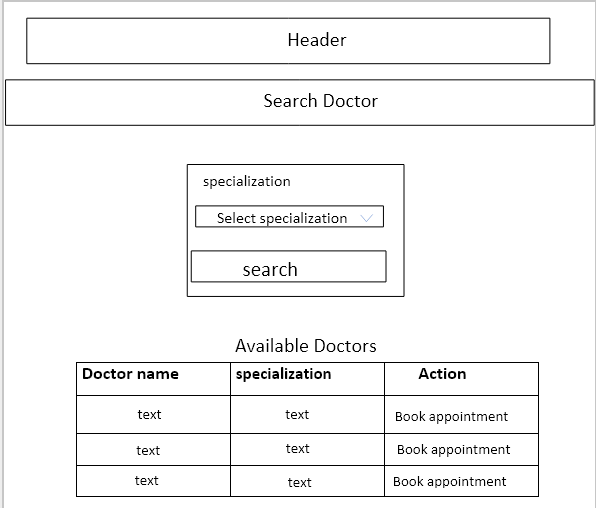 Header
Search Doctor
specialization
Select specialization
search
Available Doctors
Doctor name specialization Action
text text Book appointment
text text Book appointment
text text Book appointment